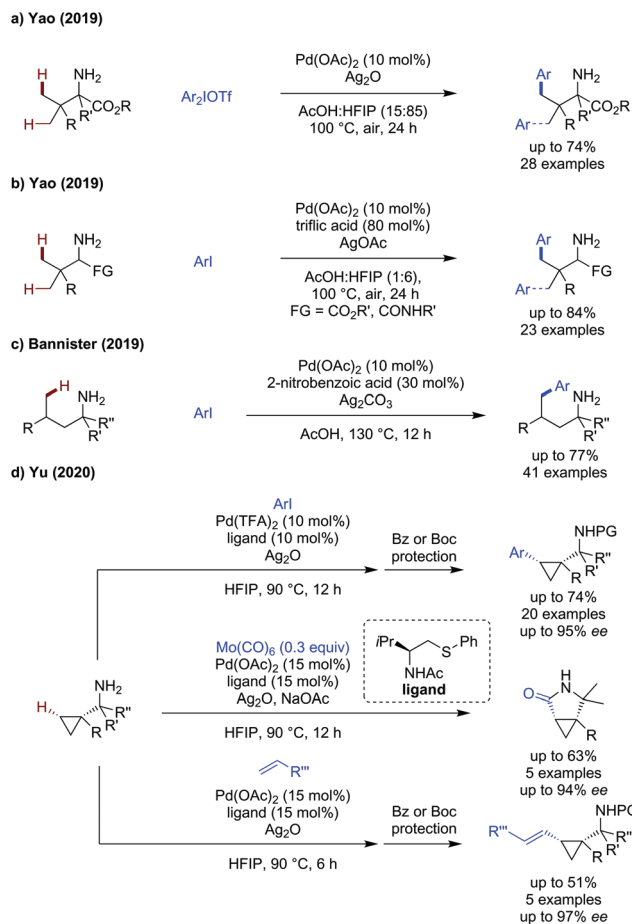 a) Yao (2019)
H NH2
CO2R
R'
H R
Ar2IOTf
Pd(OAc)2 (10 mol%)
Ag2O
AcOH:HFIP (15:85)
100 °C, air, 24 h
Ar NH2
CO2R
R'
Ar R
up to 74%
28 examples
b) Yao (2019)
H NH2
FG
H R
ArI
Pd(OAc)2 (10 mol%)
triflic acid (80 mol%)
AgOAc
AcOH:HFIP (1:6),
100 °C, air, 24 h
FG = CO2R', CONHR'
Ar NH2
FG
Ar R
up to 84%
23 examples
c) Bannister (2019)
H NH2
R''
R R'
ArI
Pd(OAc)2 (10 mol%)
2-nitrobenzoic acid (30 mol%)
Ag2CO3
AcOH, 130 °C, 12 h
Ar NH2
R''
R R'
up to 77%
41 examples
d) Yu (2020)
ArI
Pd(TFA)2 (10 mol%)
ligand (10 mol%)
Ag2O
HFIP, 90 °C, 12 h
Bz or Boc
protection
NHPG
Ar R''
R'
R
up to 74%
20 examples
up to 95% ee
Mo(CO)6 (0.3 equiv)
Pd(OAc)2 (15 mol%)
ligand (15 mol%)
Ag2O, NaOAc
HFIP, 90 °C, 12 h
iPr S Ph
NHAc
ligand
NH2
H R''
R'
R
H
N
O
R
up to 63%
5 examples
up to 94% ee
R'''
Pd(OAc)2 (15 mol%)
ligand (15 mol%)
Ag2O
HFIP, 90 °C, 6 h
Bz or Boc
protection
NHPG
R''' R''
R'
R
up to 51%
5 examples
up to 97% ee